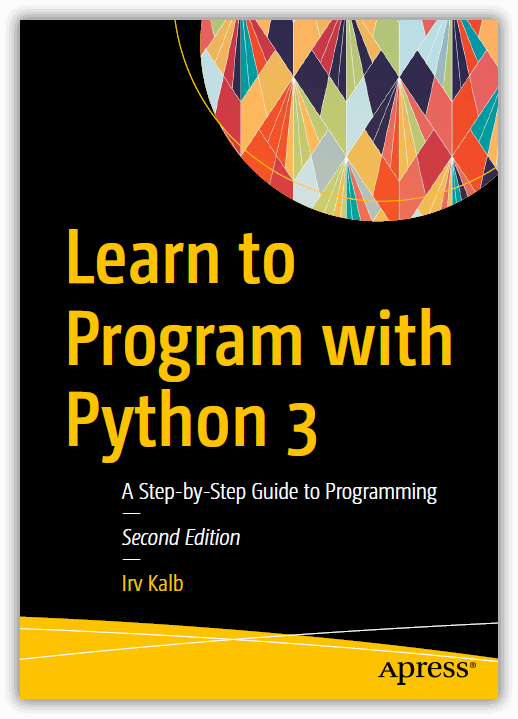 Learn to
Program with
Python 3
A Step-by-Step Guide to Programming
Second Edition
Irv Kalb
Apress®